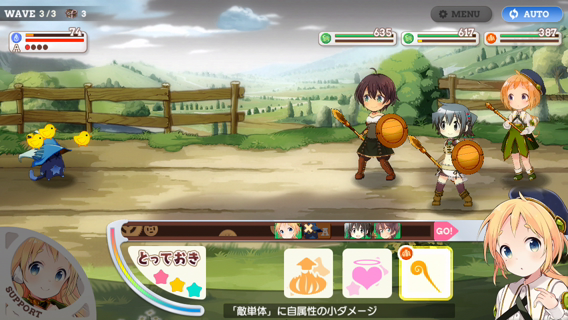 WAVE 3/3 3
MENU
AUTO
74
A
635
617
387
GO!
とっておき
SUPPORT
「敵単体」に自属性の小ダメージ